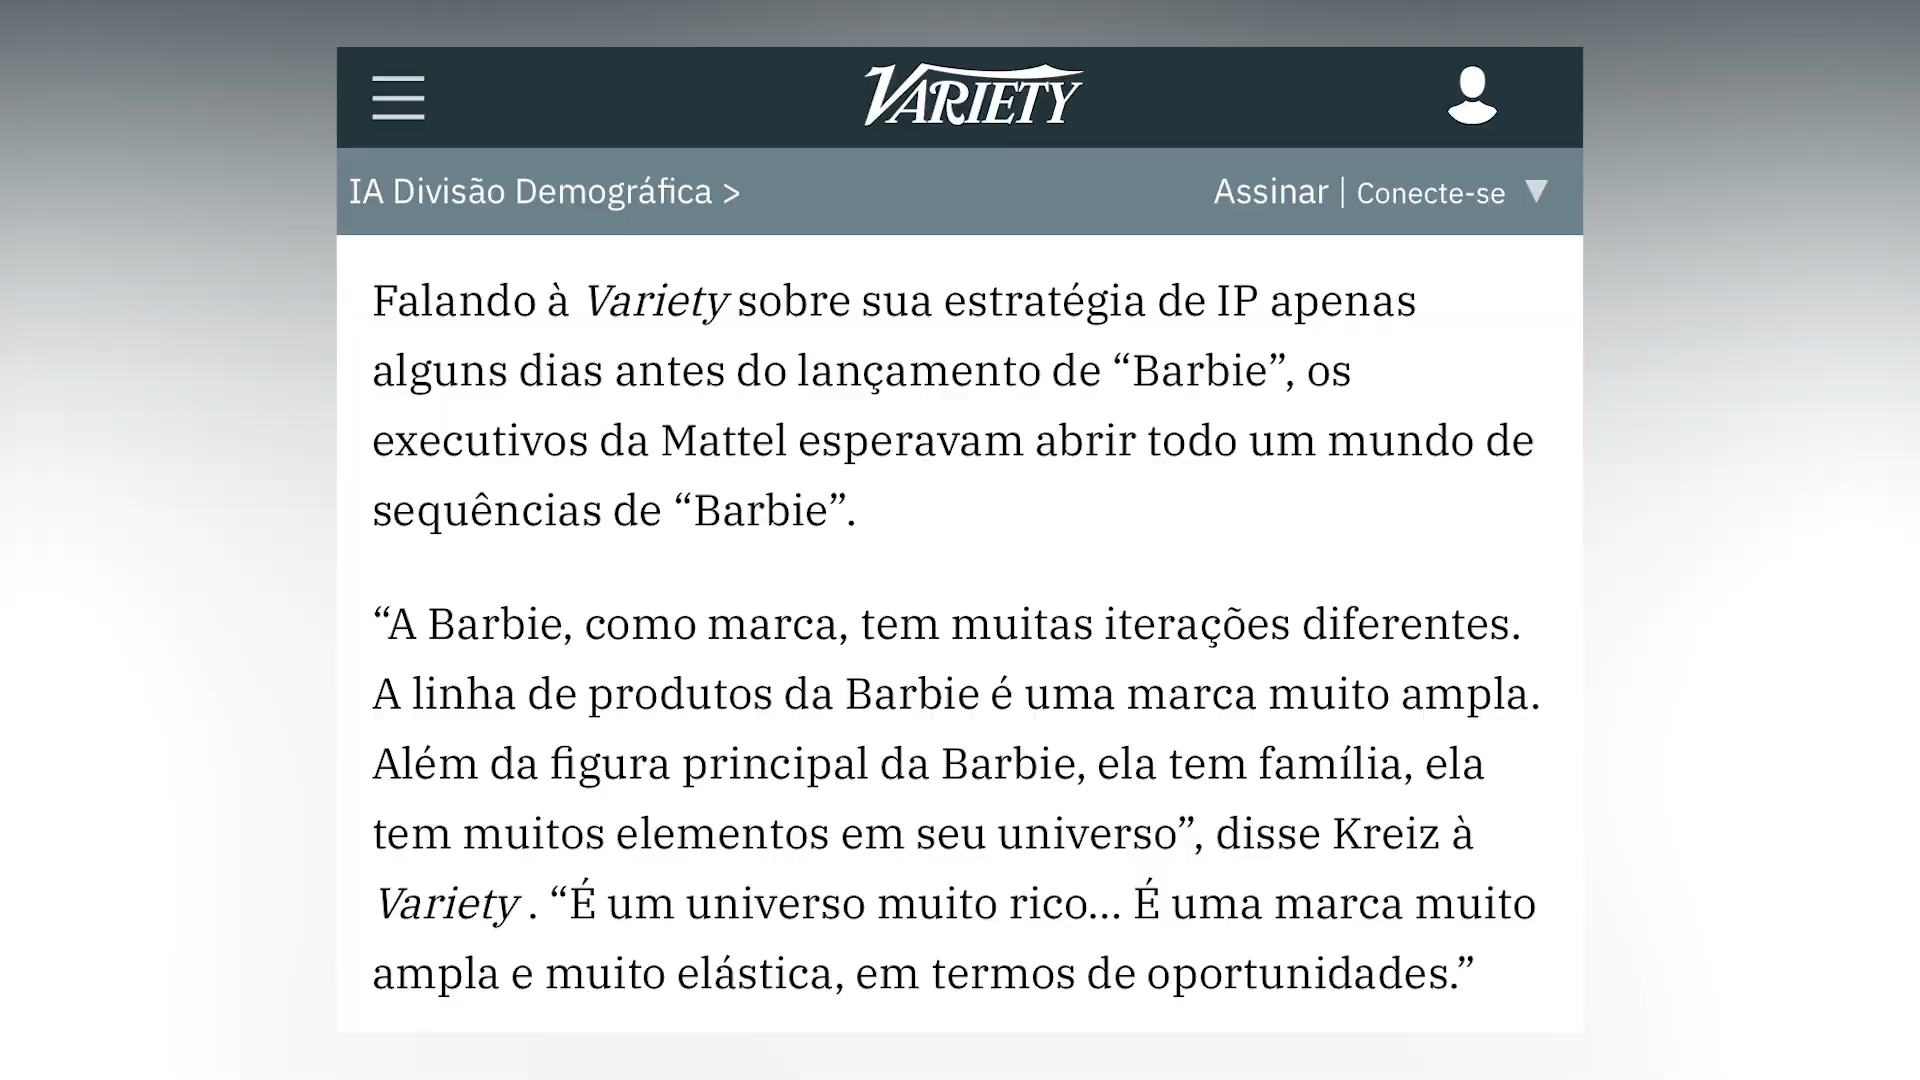 VARIETY
IA Divisão Demográfica >
Assinar | Conecte-se ▼
Falando à Variety sobre sua estratégia de IP apenas
alguns dias antes do lançamento de “Barbie”, os
executivos da Mattel esperavam abrir todo um mundo de
sequências de “Barbie”.
“A Barbie, como marca, tem muitas iterações diferentes.
A linha de produtos da Barbie é uma marca muito ampla.
Além da figura principal da Barbie, ela tem família, ela
tem muitos elementos em seu universo”, disse Kreiz à
Variety . “É um universo muito rico... É uma marca muito
ampla e muito elástica, em termos de oportunidades.”